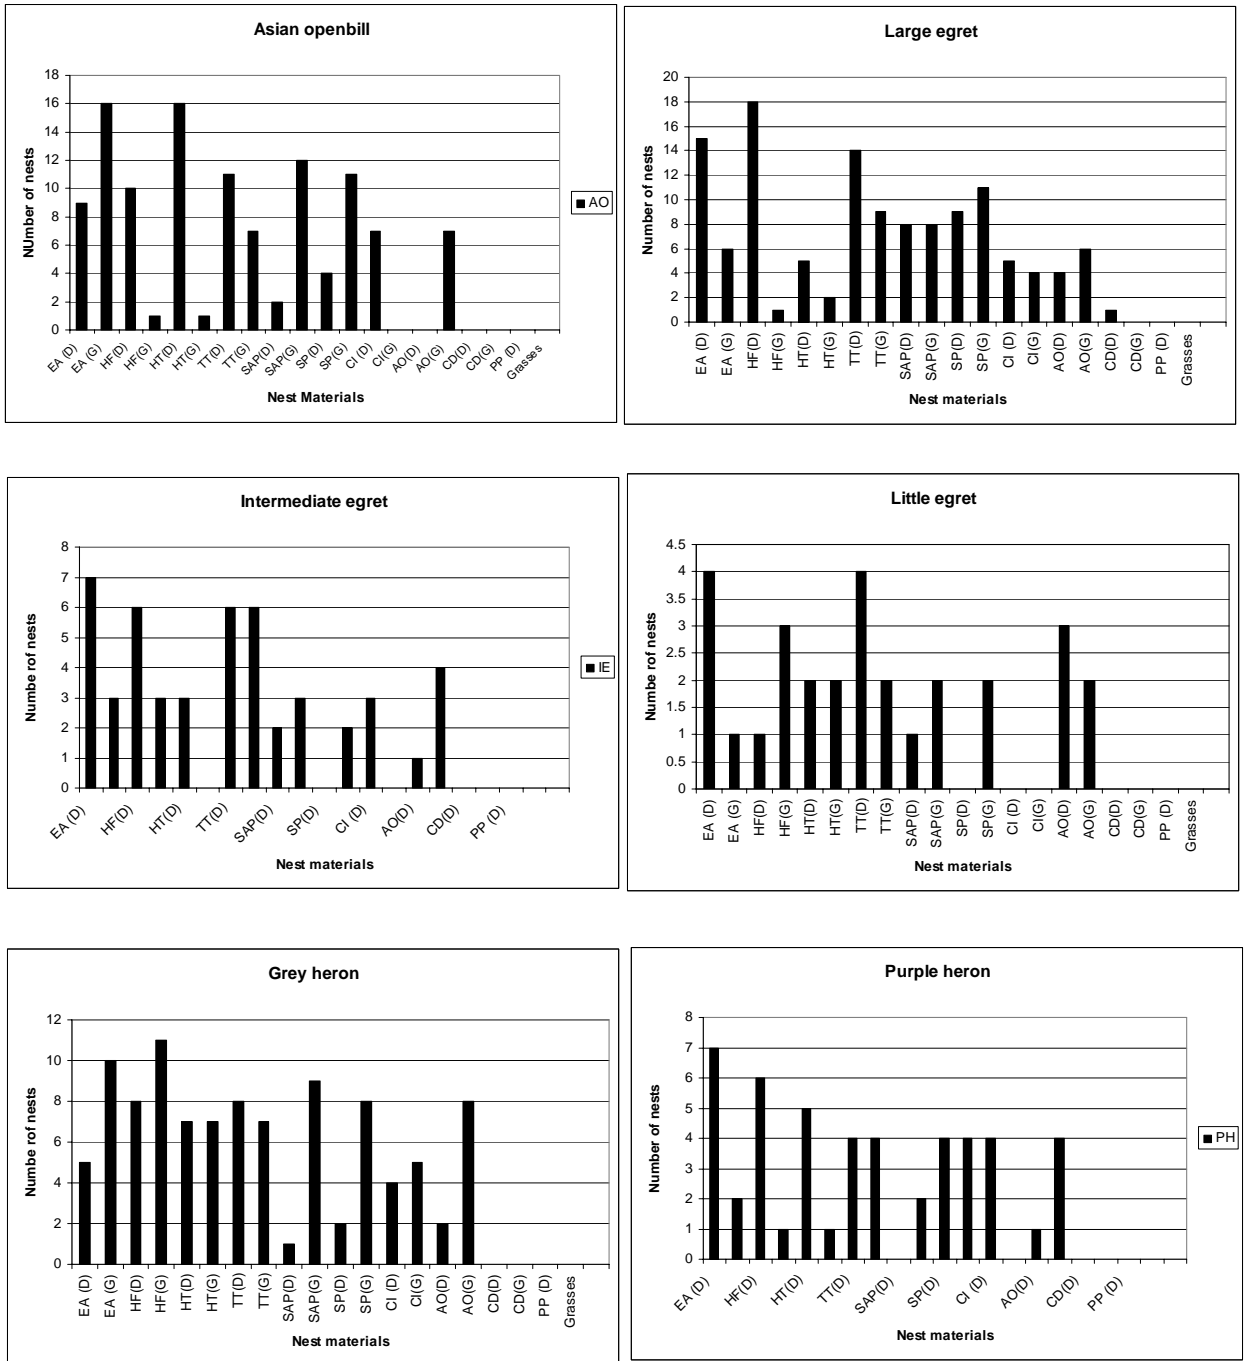 Asian openbill
18
16
14
12
10
8
6
4
2
0
NUmber of nests
EA (D) EA (G) HF(D) HF(G) HT(D) HT(G) TT(D) TT(G) SAP(D) SAP(G) SP(D) SP(G) CI (D) CI(G) AO(D) AO(G) CD(D) CD(G) PP (D) Grasses
Nest Materials
AO
Large egret
20
18
16
14
12
10
8
6
4
2
0
Number of nests
EA (D) EA (G) HF(D) HF(G) HT(D) HT(G) TT(D) TT(G) SAP(D) SAP(G) SP(D) SP(G) CI (D) CI(G) AO(D) AO(G) CD(D) CD(G) PP (D) Grasses
Nest materials
Intermediate egret
8
7
6
5
4
3
2
1
0
Numbe rof nests
EA (D) HF(D) HT(D) TT(D) SAP(D) SP(D) CI (D) AO(D) CD(D) PP (D)
Nest materials
IE
Little egret
4.5
4
3.5
3
2.5
2
1.5
1
0.5
0
Numbe rof nests
EA (D) EA (G) HF(D) HF(G) HT(D) HT(G) TT(D) TT(G) SAP(D) SAP(G) SP(D) SP(G) CI (D) CI(G) AO(D) AO(G) CD(D) CD(G) PP (D) Grasses
Nest materials
Grey heron
12
10
8
6
4
2
0
Numbe rof nests
EA (D) EA (G) HF(D) HF(G) HT(D) HT(G) TT(D) TT(G) SAP(D) SAP(G) SP(D) SP(G) CI (D) CI(G) AO(D) AO(G) CD(D) CD(G) PP (D) Grasses
Nest materials
Purple heron
8
7
6
5
4
3
2
1
0
Number of nests
EA (D) HF(D) HT(D) TT(D) SAP(D) SP(D) CI (D) AO(D) CD(D) PP (D)
Nest materials
PH